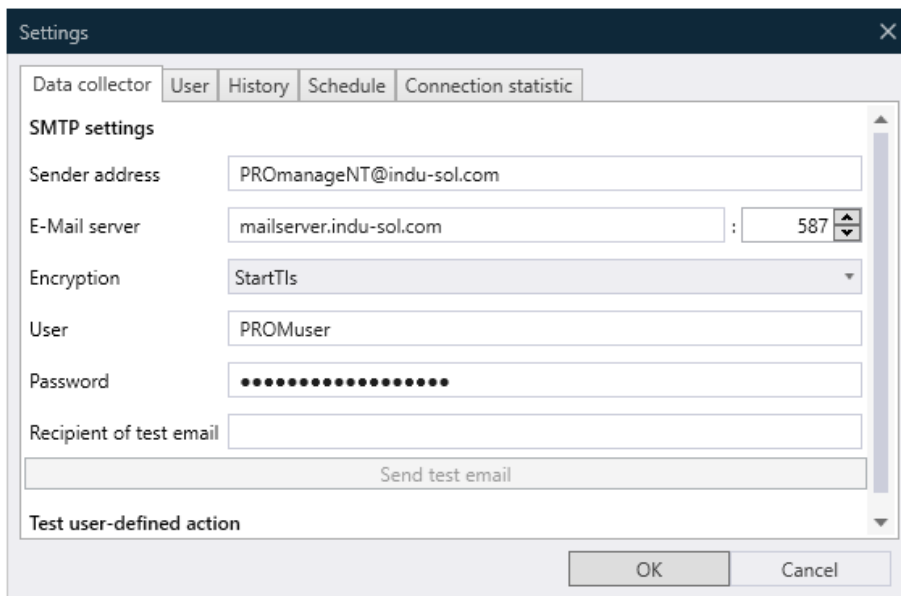 Settings
Data collector User History Schedule Connection statistic
SMTP settings
Sender address PROmanageNT@indu-sol.com
E-Mail server mailserver.indu-sol.com : 587
Encryption StartTls
User PROMuser
Password ●●●●●●●●●●●●●●●●●●
Recipient of test email
Send test email
Test user-defined action
OK Cancel